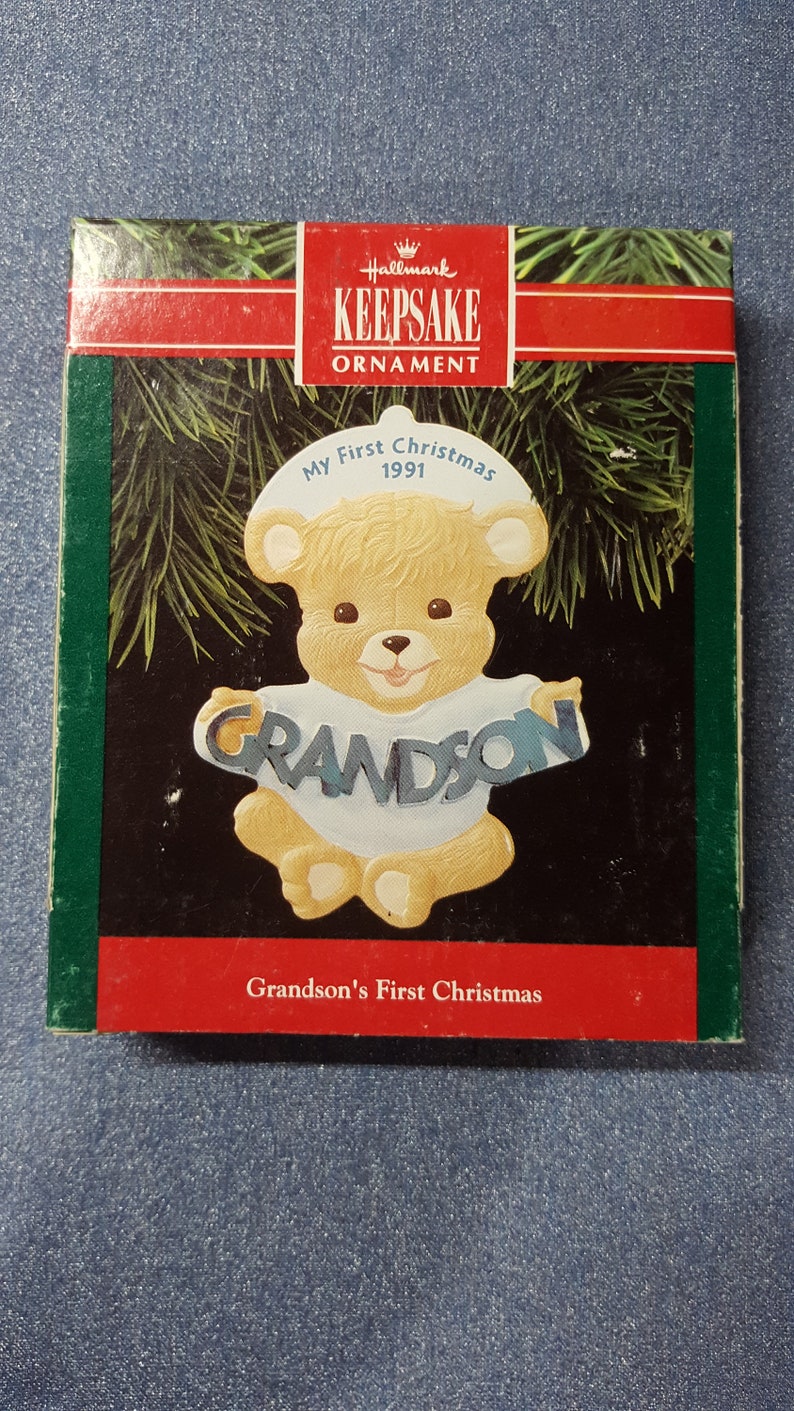 Hallmark
KEEPSAKE
ORNAMENT
My First Christmas
1991
GRANDSON
Grandson's First Christmas